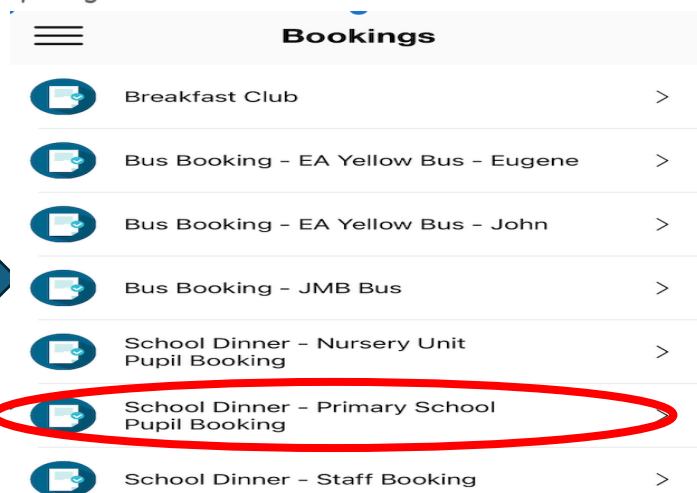 Bookings
Breakfast Club
Bus Booking - EA Yellow Bus - Eugene
Bus Booking - EA Yellow Bus - John
Bus Booking - JMB Bus
School Dinner - Nursery Unit
Pupil Booking
School Dinner - Primary School
Pupil Booking
School Dinner - Staff Booking